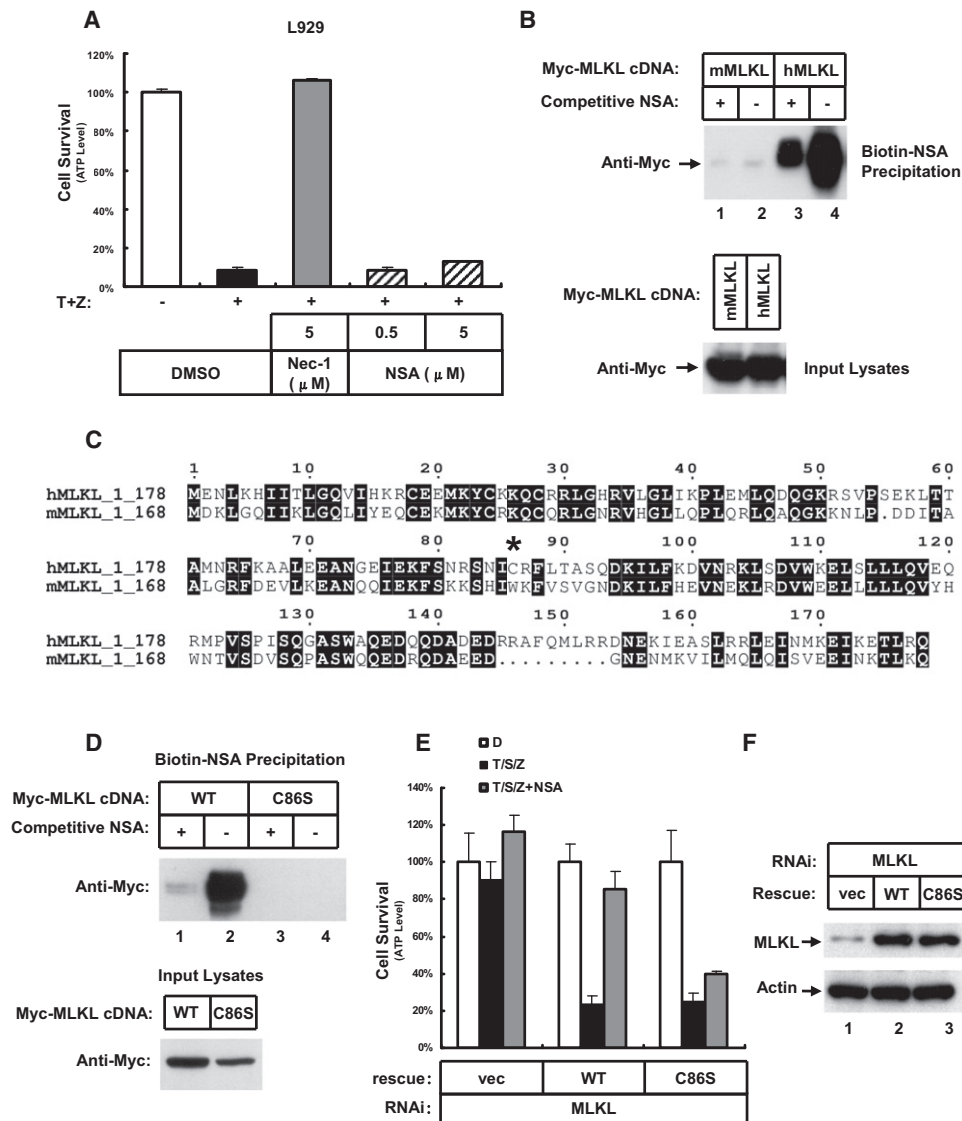 A
L929
Cell Survival
(ATP Level)
120%
100%
80%
60%
40%
20%
0%
T+Z: - + + + +
5 0.5 5
DMSO Nec-1 (μM) NSA (μM)
B
Myc-MLKL cDNA: mMLKL hMLKL
Competitive NSA: + - + -
Anti-Myc
Biotin-NSA Precipitation
1 2 3 4
Myc-MLKL cDNA: mMLKL hMLKL
Anti-Myc
Input Lysates
C
1 10 20 30 40 50 60
hMLKL_1_178 MENLKHIITLGQVIHKRCEEMKYCKKQCRRLGHRVLGLIKPLEMLQDQGKRSVPSEKLTT
mMLKL_1_168 MDKLGQIIKLGQLIYEQCEKMKYCRKQCQRLGNRVHGLLQPLQRLQAQGKKNLP.DDITA
70 80 * 90 100 110 120
hMLKL_1_178 AMNRFKAALEEANGEIEKFSNRSNICRFLTASQDKILFKDVNRKLSDVWKELSLLLQVEQ
mMLKL_1_168 ALGRFDEVLKEANQQIEKFSKKSHIWKFVSVGNDKILFHEVNEKLRDVWEELLLLLQVYH
130 140 150 160 170
hMLKL_1_178 RMPVSPISQGASWAQEDQQDADEDRRAFQMLRRDNEKIEASLRRLEINMKEIKETLRQ
mMLKL_1_168 WNTVSDVSQPASWQQEDRQDAEED.........GNENMKVILMQLQISVEEINKTLKQ
D
Biotin-NSA Precipitation
Myc-MLKL cDNA: WT C86S
Competitive NSA: + - + -
Anti-Myc:
1 2 3 4
Input Lysates
Myc-MLKL cDNA: WT C86S
Anti-Myc:
E
D
T/S/Z
T/S/Z+NSA
Cell Survival
(ATP Level)
140%
120%
100%
80%
60%
40%
20%
0%
rescue: vec WT C86S
RNAi: MLKL
F
RNAi: MLKL
Rescue: vec WT C86S
MLKL
Actin
1 2 3